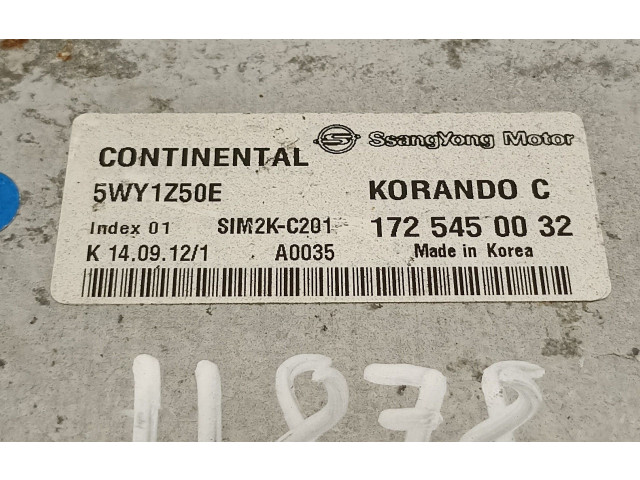 SsangYong Motor
CONTINENTAL
5WY1Z50E KORANDO C
Index 01 SIM2K-C201 172 545 00 32
K 14.09.12/1 A0035 Made in Korea
11878